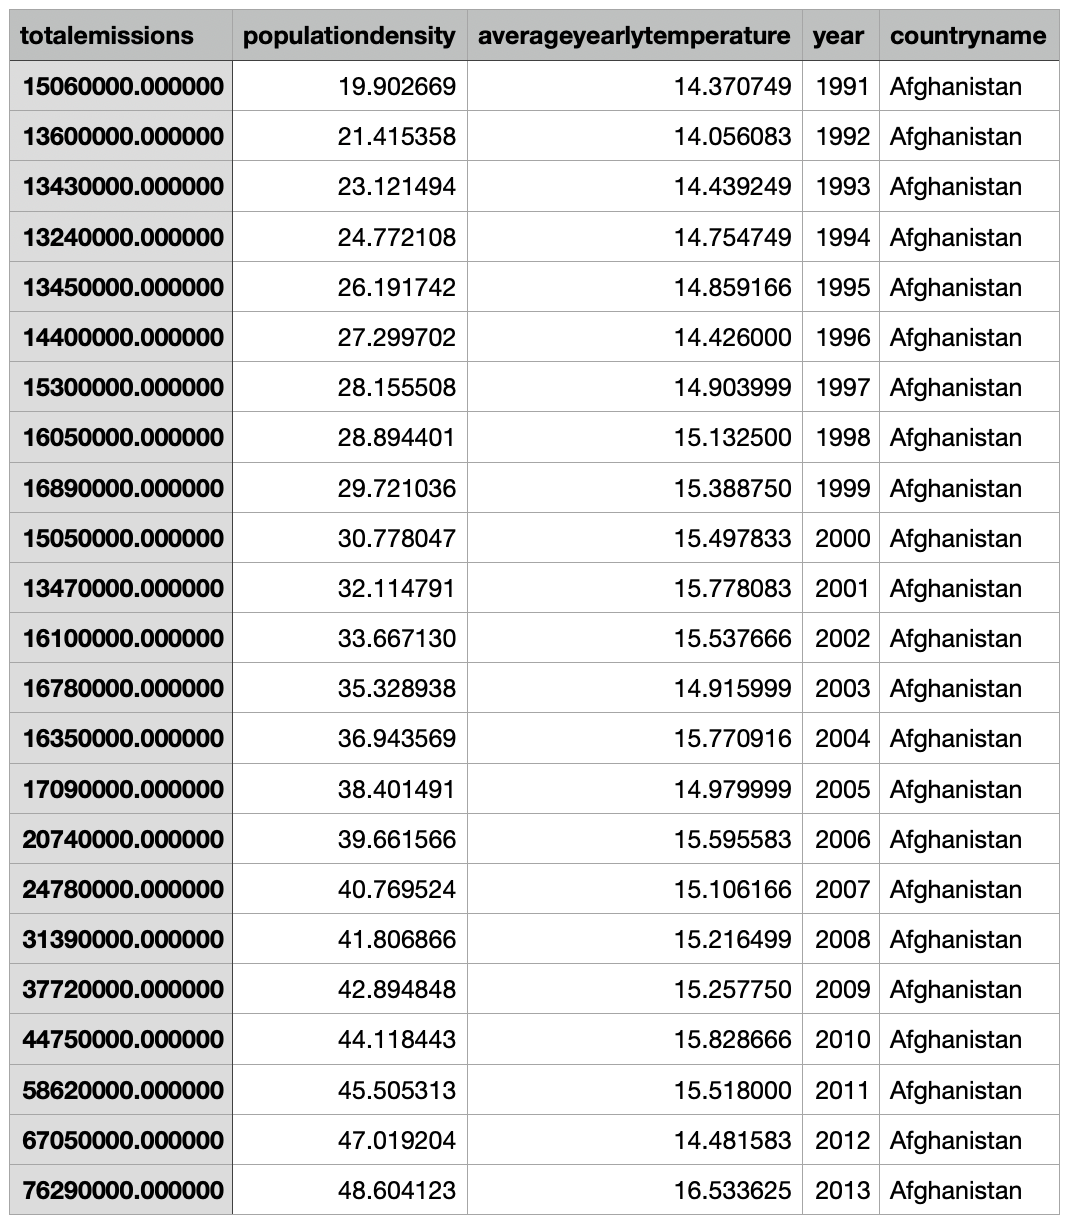 totalemissions populationdensity averageyearlytemperature year countryname
15060000.000000 19.902669 14.370749 1991 Afghanistan
13600000.000000 21.415358 14.056083 1992 Afghanistan
13430000.000000 23.121494 14.439249 1993 Afghanistan
13240000.000000 24.772108 14.754749 1994 Afghanistan
13450000.000000 26.191742 14.859166 1995 Afghanistan
14400000.000000 27.299702 14.426000 1996 Afghanistan
15300000.000000 28.155508 14.903999 1997 Afghanistan
16050000.000000 28.894401 15.132500 1998 Afghanistan
16890000.000000 29.721036 15.388750 1999 Afghanistan
15050000.000000 30.778047 15.497833 2000 Afghanistan
13470000.000000 32.114791 15.778083 2001 Afghanistan
16100000.000000 33.667130 15.537666 2002 Afghanistan
16780000.000000 35.328938 14.915999 2003 Afghanistan
16350000.000000 36.943569 15.770916 2004 Afghanistan
17090000.000000 38.401491 14.979999 2005 Afghanistan
20740000.000000 39.661566 15.595583 2006 Afghanistan
24780000.000000 40.769524 15.106166 2007 Afghanistan
31390000.000000 41.806866 15.216499 2008 Afghanistan
37720000.000000 42.894848 15.257750 2009 Afghanistan
44750000.000000 44.118443 15.828666 2010 Afghanistan
58620000.000000 45.505313 15.518000 2011 Afghanistan
67050000.000000 47.019204 14.481583 2012 Afghanistan
76290000.000000 48.604123 16.533625 2013 Afghanistan